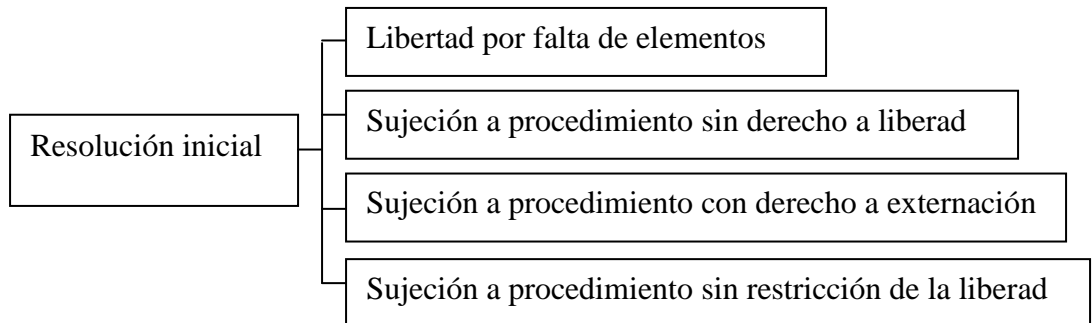 Resolución inicial
Libertad por falta de elementos
Sujeción a procedimiento sin derecho a liberad
Sujeción a procedimiento con derecho a externación
Sujeción a procedimiento sin restricción de la liberad